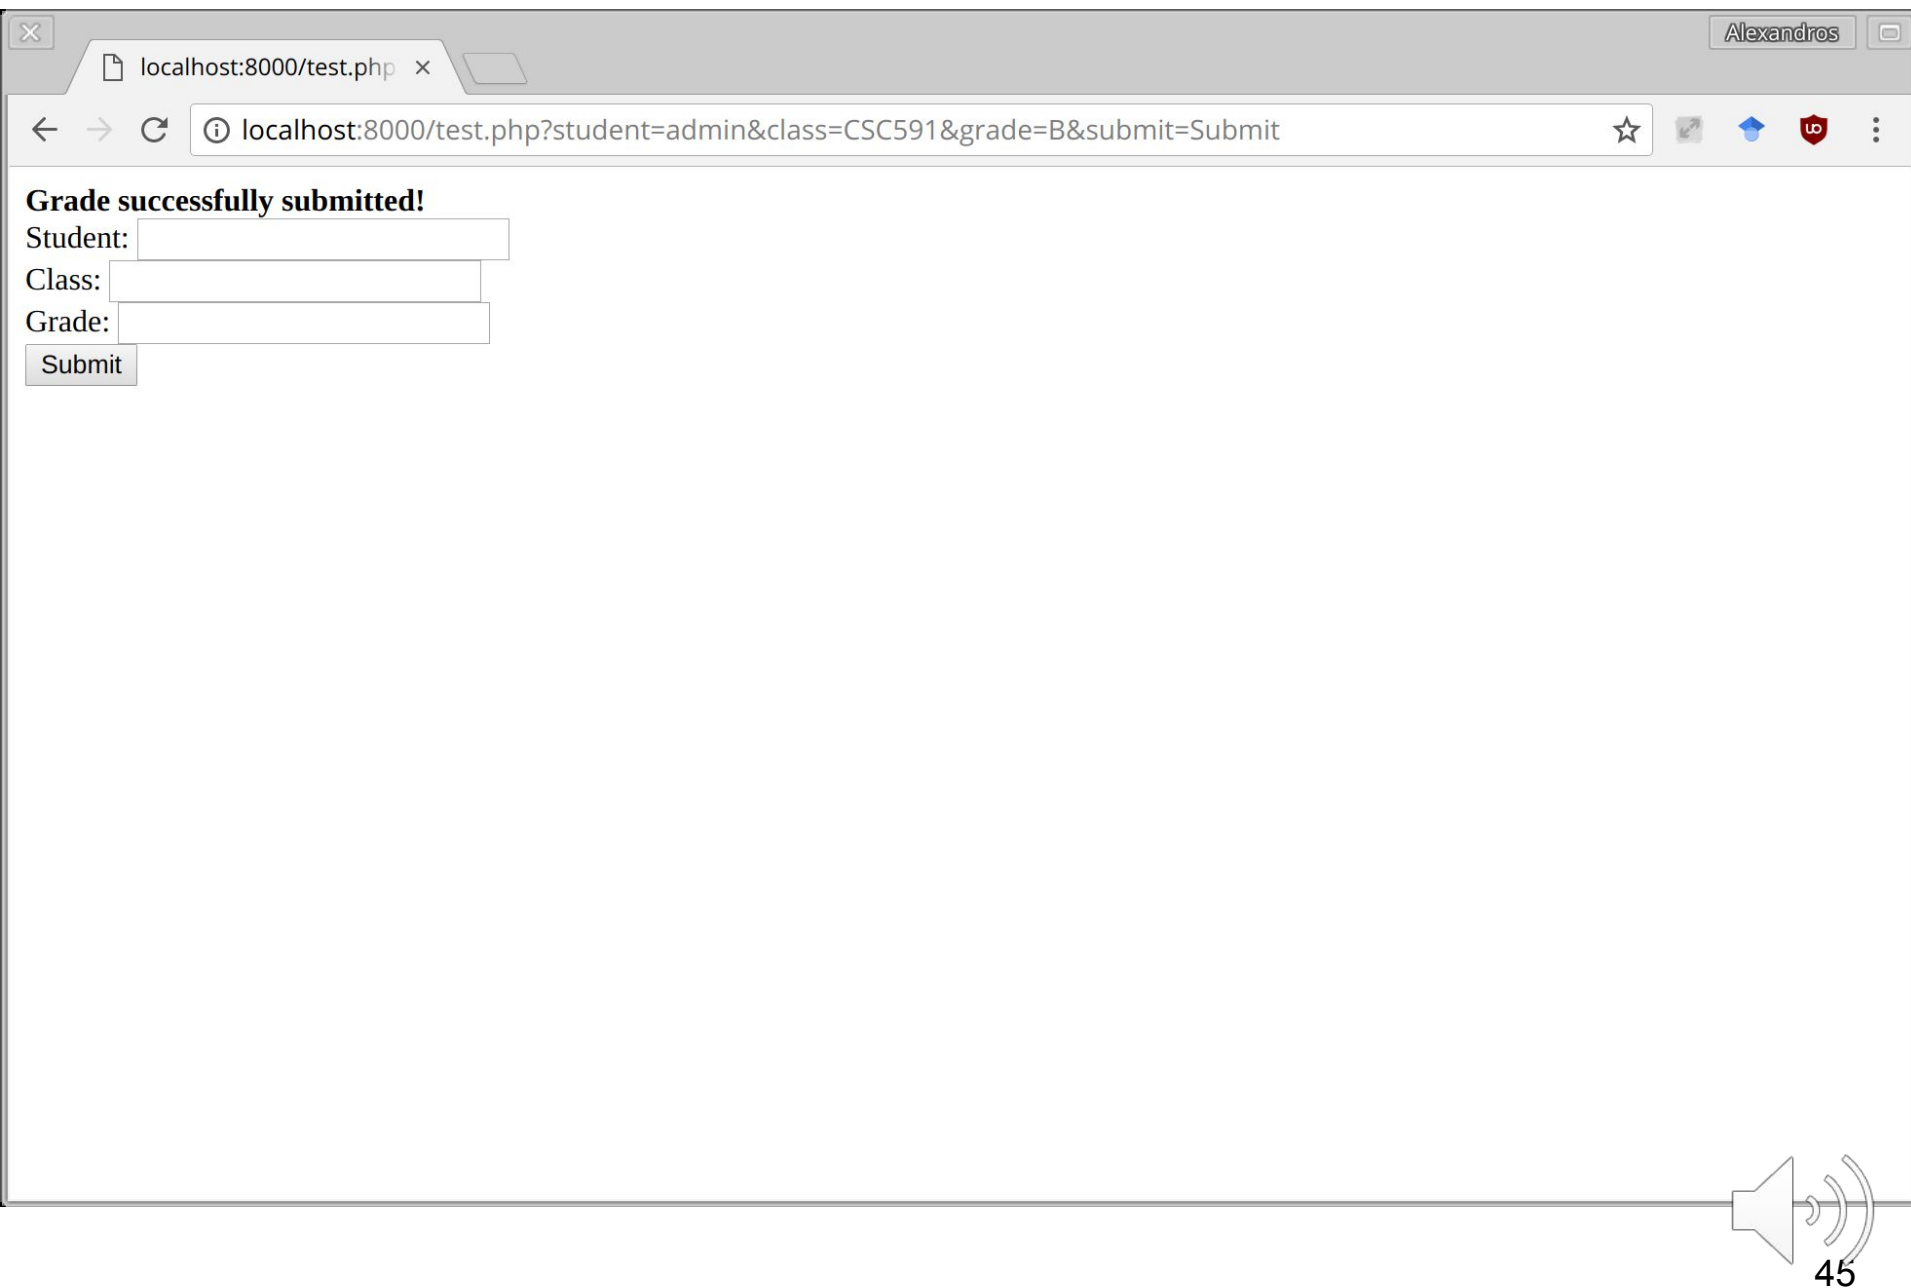 Alexandros
localhost:8000/test.php
localhost:8000/test.php?student=admin&class=CSC591&grade=B&submit=Submit
Grade successfully submitted!
Student:
Class:
Grade:
Submit
45